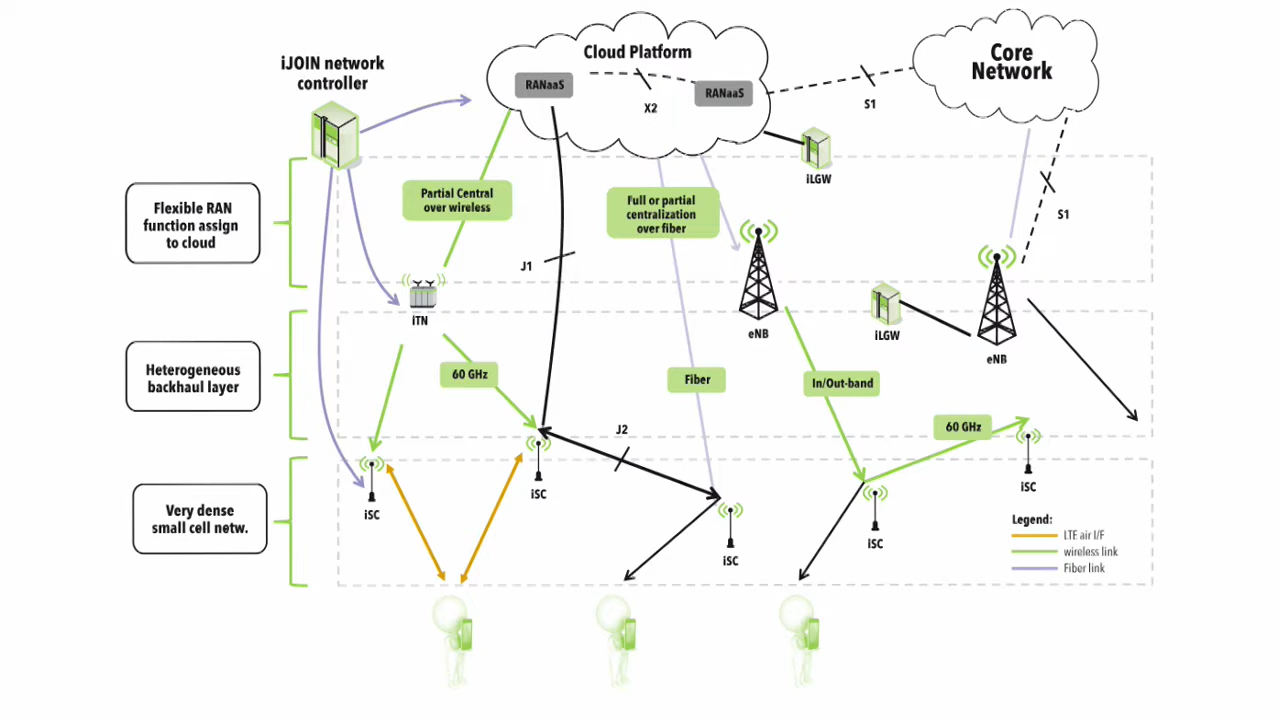 iJOIN network
controller
Cloud Platform
RANaaS
RANaaS
X2
S1
Core
Network
iLGW
Flexible RAN
function assign
to cloud
Partial Central
over wireless
Full or partial
centralization
over fiber
S1
J1
iTN
eNB
iLGW
eNB
Heterogeneous
backhaul layer
60 GHz
Fiber
In/Out-band
60 GHz
J2
iSC
iSC
iSC
iSC
iSC
Very dense
small cell netw.
Legend:
LTE air I/F
wireless link
Fiber link